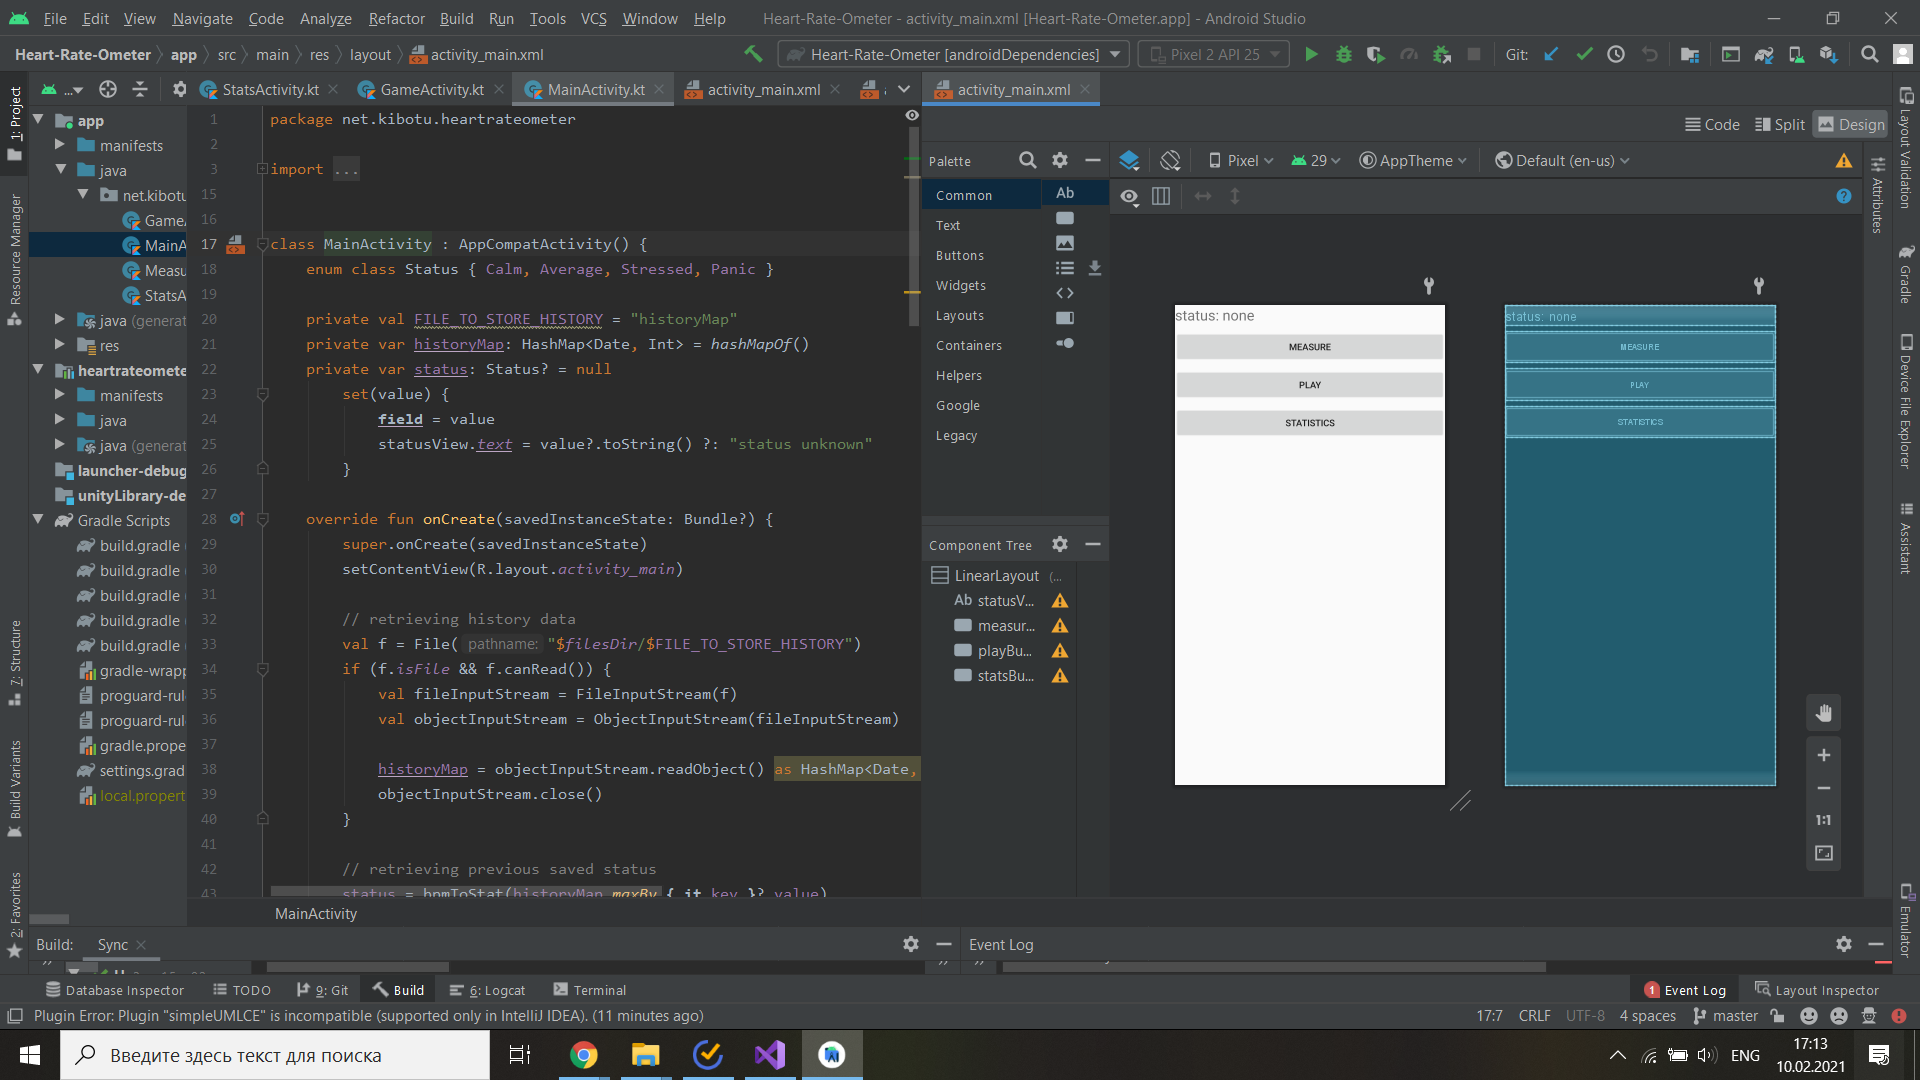 File Edit View Navigate Code Analyze Refactor Build Run Tools VCS Window Help Heart-Rate-Ometer - activity_main.xml [Heart-Rate-Ometer.app] - Android Studio
Heart-Rate-Ometer app src main res layout activity_main.xml Heart-Rate-Ometer [androidDependencies] Pixel 2 API 25 Git:
... StatsActivity.kt GameActivity.kt MainActivity.kt activity_main.xml activity_main.xml
1: Project
Resource Manager
7: Structure
Build Variants
2: Favorites
app
manifests
java
net.kibotu
GameA
MainA
Measu
StatsA
java (generat
res
heartrateomete
manifests
java
java (generat
launcher-debug
unityLibrary-de
Gradle Scripts
build.gradle
build.gradle
build.gradle
build.gradle
build.gradle
gradle-wrapp
proguard-rul
proguard-rul
gradle.prope
settings.grad
local.propert
1 package net.kibotu.heartrateometer
2
3 import ...
15
16
17 class MainActivity : AppCompatActivity() {
18 enum class Status { Calm, Average, Stressed, Panic }
19
20 private val FILE_TO_STORE_HISTORY = "historyMap"
21 private var historyMap: HashMap<Date, Int> = hashMapOf()
22 private var status: Status? = null
23 set(value) {
24 field = value
25 statusView.text = value?.toString() ?: "status unknown"
26 }
27
28 override fun onCreate(savedInstanceState: Bundle?) {
29 super.onCreate(savedInstanceState)
30 setContentView(R.layout.activity_main)
31
32 // retrieving history data
33 val f = File( pathname: "$filesDir/$FILE_TO_STORE_HISTORY")
34 if (f.isFile && f.canRead()) {
35 val fileInputStream = FileInputStream(f)
36 val objectInputStream = ObjectInputStream(fileInputStream)
37
38 historyMap = objectInputStream.readObject() as HashMap<Date,
39 objectInputStream.close()
40 }
41
42 // retrieving previous saved status
43 status = bpmToStat(historyMap.maxBy { it.key }?.value)
MainActivity
Code Split Design
Palette
Pixel 29 AppTheme Default (en-us)
Common
Text
Buttons
Widgets
Layouts
Containers
Helpers
Google
Legacy
Ab
Component Tree
LinearLayout (...
Ab statusV...
measur...
playBu...
statsBu...
status: none
MEASURE
PLAY
STATISTICS
status: none
MEASURE
PLAY
STATISTICS
1:1
Attributes
Layout Validation
Gradle
Device File Explorer
Assistant
Emulator
Build: Sync Event Log
Database Inspector TODO 9: Git Build 6: Logcat Terminal 1 Event Log Layout Inspector
Plugin Error: Plugin "simpleUMLCE" is incompatible (supported only in IntelliJ IDEA). (11 minutes ago) 17:7 CRLF UTF-8 4 spaces master
Введите здесь текст для поиска ENG 17:13
10.02.2021